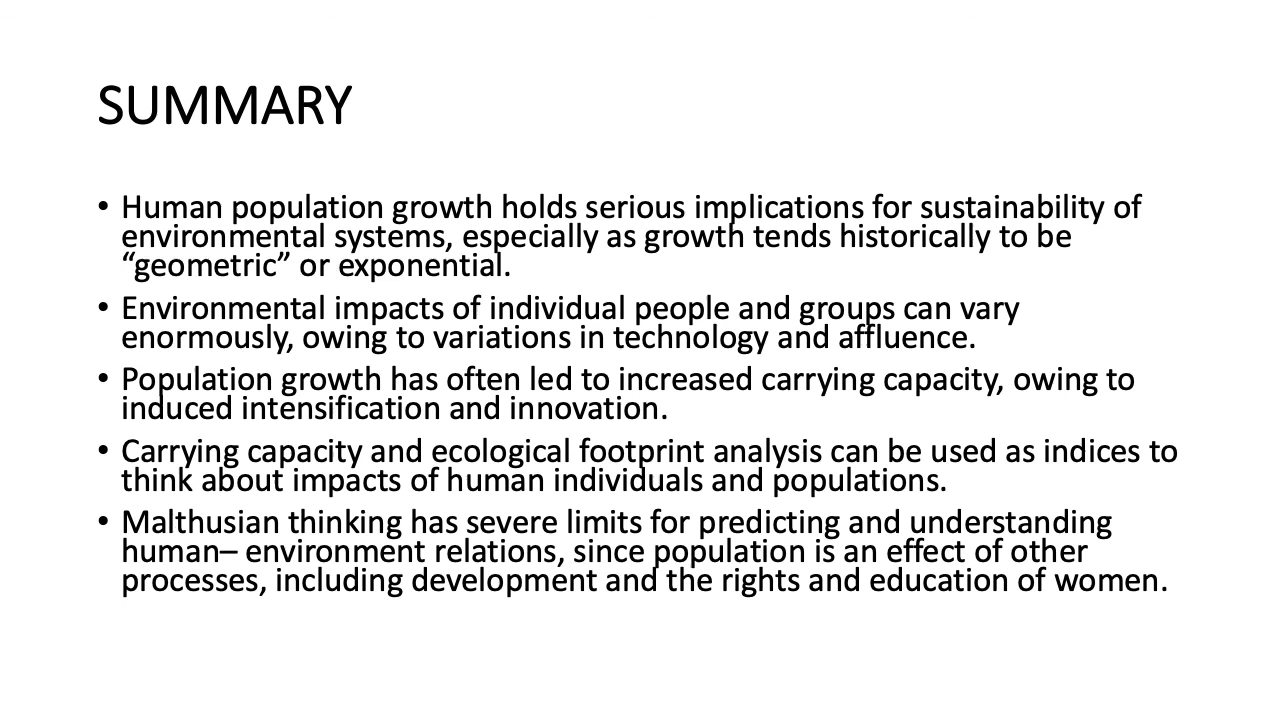 SUMMARY
• Human population growth holds serious implications for sustainability of
environmental systems, especially as growth tends historically to be
“geometric” or exponential.
• Environmental impacts of individual people and groups can vary
enormously, owing to variations in technology and affluence.
• Population growth has often led to increased carrying capacity, owing to
induced intensification and innovation.
• Carrying capacity and ecological footprint analysis can be used as indices to
think about impacts of human individuals and populations.
• Malthusian thinking has severe limits for predicting and understanding
human– environment relations, since population is an effect of other
processes, including development and the rights and education of women.